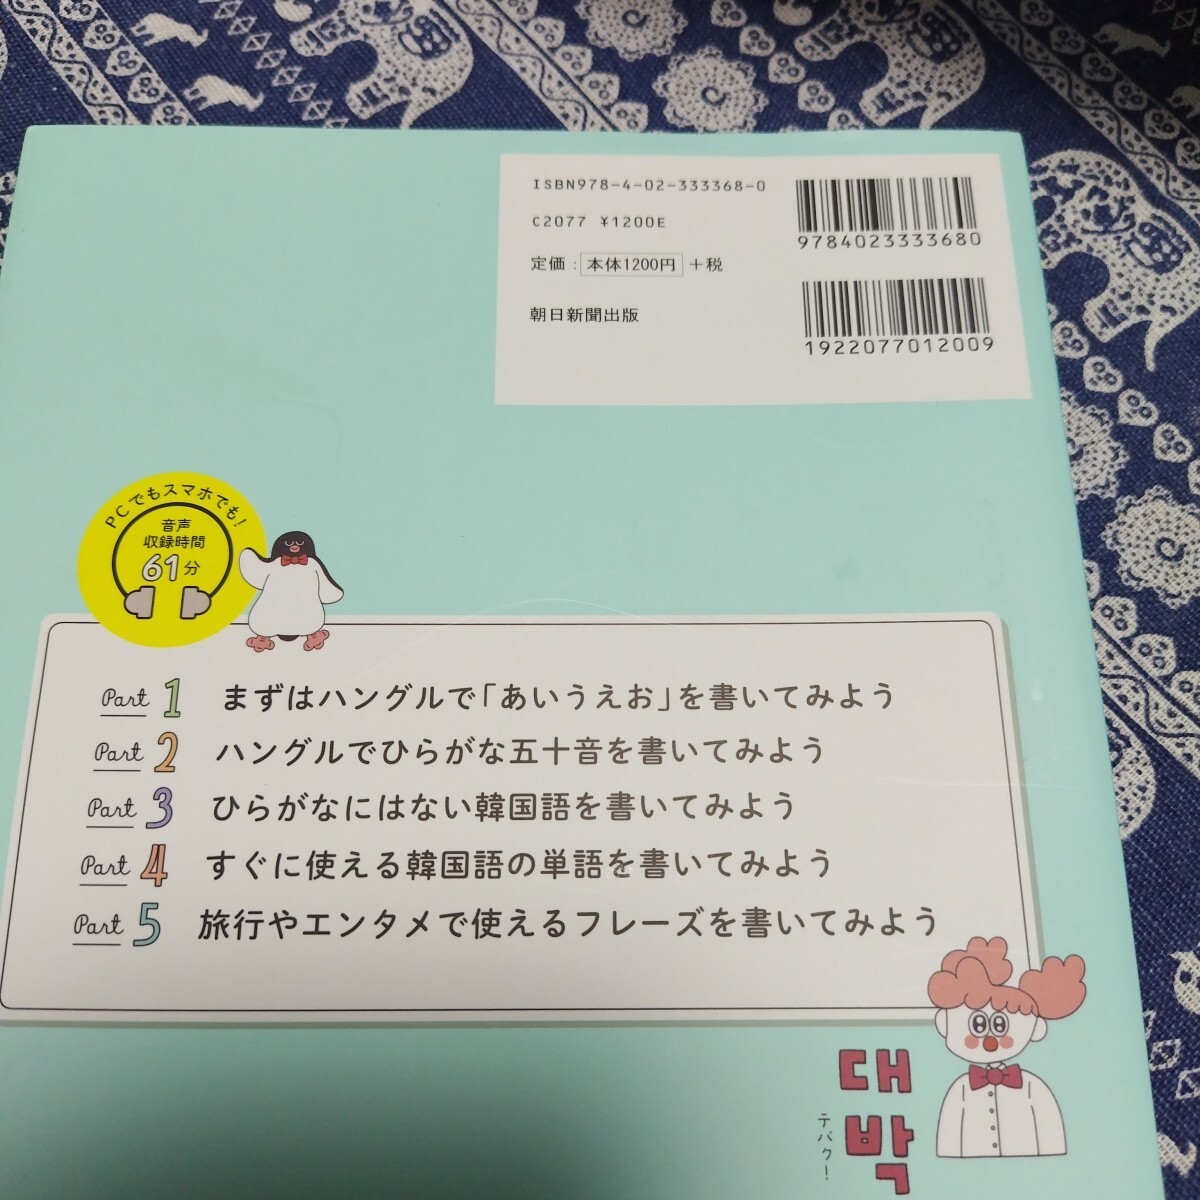 ISBN978-4-02-333368-0
C2077 ¥1200E
定価：本体1200円＋税
朝日新聞出版
9784023333680
1922077012009
PCでもスマホでも！
音声
収録時間
61分
Part 1 まずはハングルで「あいうえお」を書いてみよう
Part 2 ハングルでひらがな五十音を書いてみよう
Part 3 ひらがなにはない韓国語を書いてみよう
Part 4 すぐに使える韓国語の単語を書いてみよう
Part 5 旅行やエンタメで使えるフレーズを書いてみよう
대박
テバク！